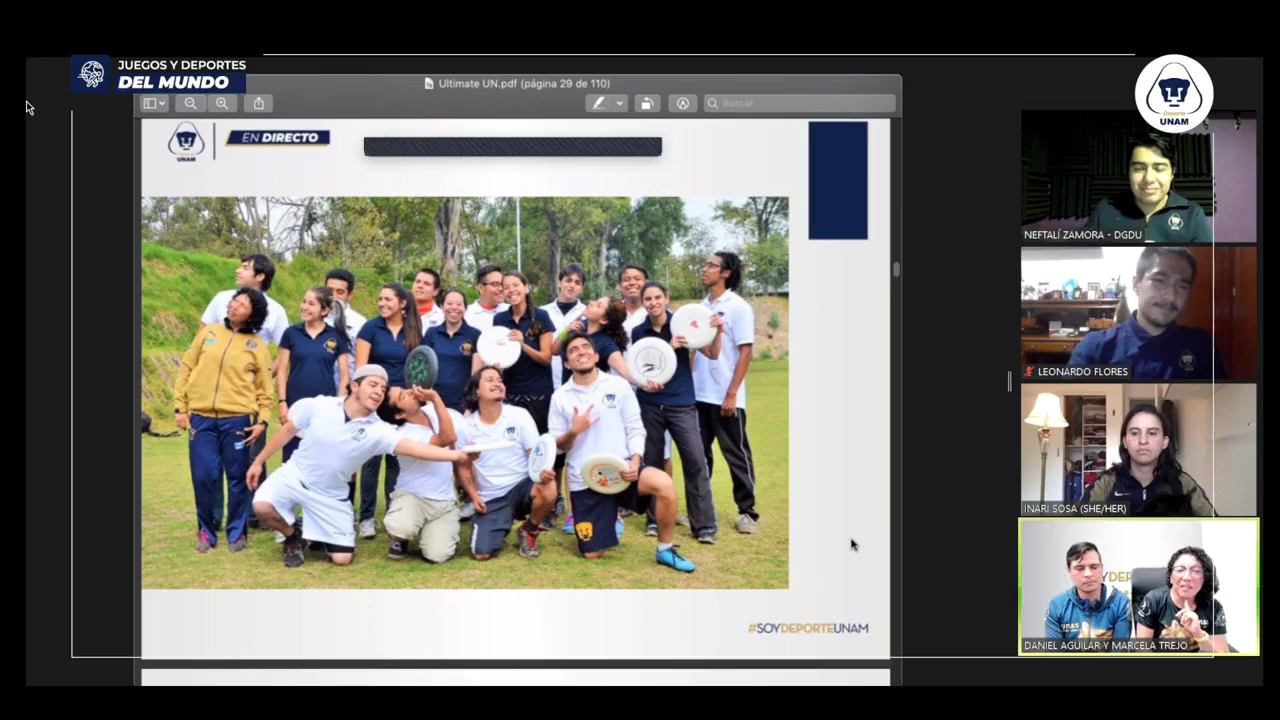 JUEGOS Y DEPORTES
DEL MUNDO
Ultimate UN.pdf (página 29 de 110)
Buscar
UNAM
EN DIRECTO
Deporte
UNAM
NEFTALÍ ZAMORA - DGDU
LEONARDO FLORES
INARI SOSA (SHE/HER)
DANIEL AGUILAR Y MARCELA TREJO
#SOYDEPORTEUNAM